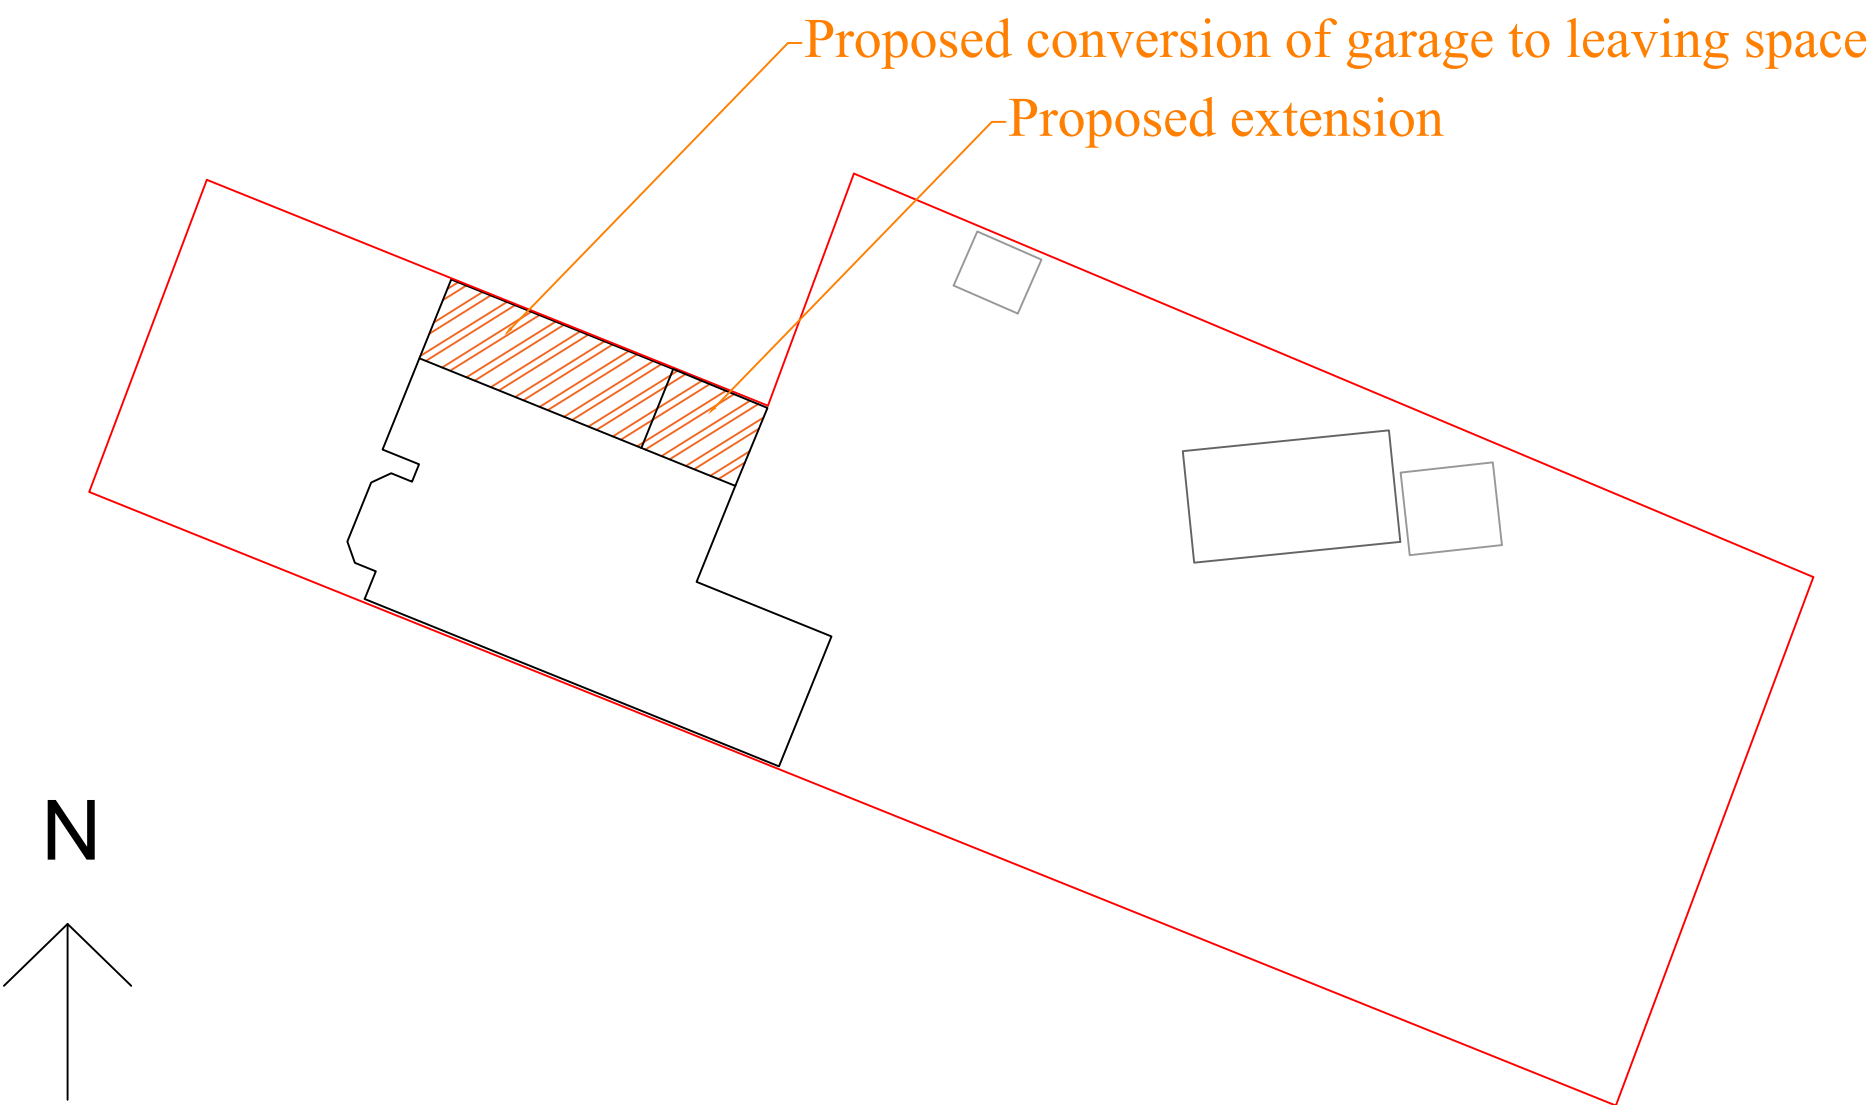 Proposed conversion of garage to leaving space
Proposed extension
N